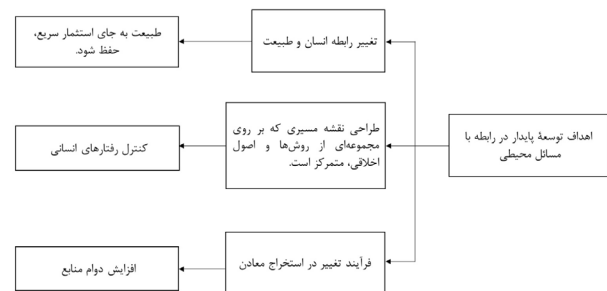 اهداف توسعهٔ پایدار در رابطه با
مسائل محیطی
تغییر رابطه انسان و طبیعت
طبیعت به جای استثمار سریع،
حفظ شود.
طراحی نقشه مسیری که بر روی
مجموعه‌ای از روش‌ها و اصول
اخلاقی، متمرکز است.
کنترل رفتارهای انسانی
فرآیند تغییر در استخراج معادن
افزایش دوام منابع